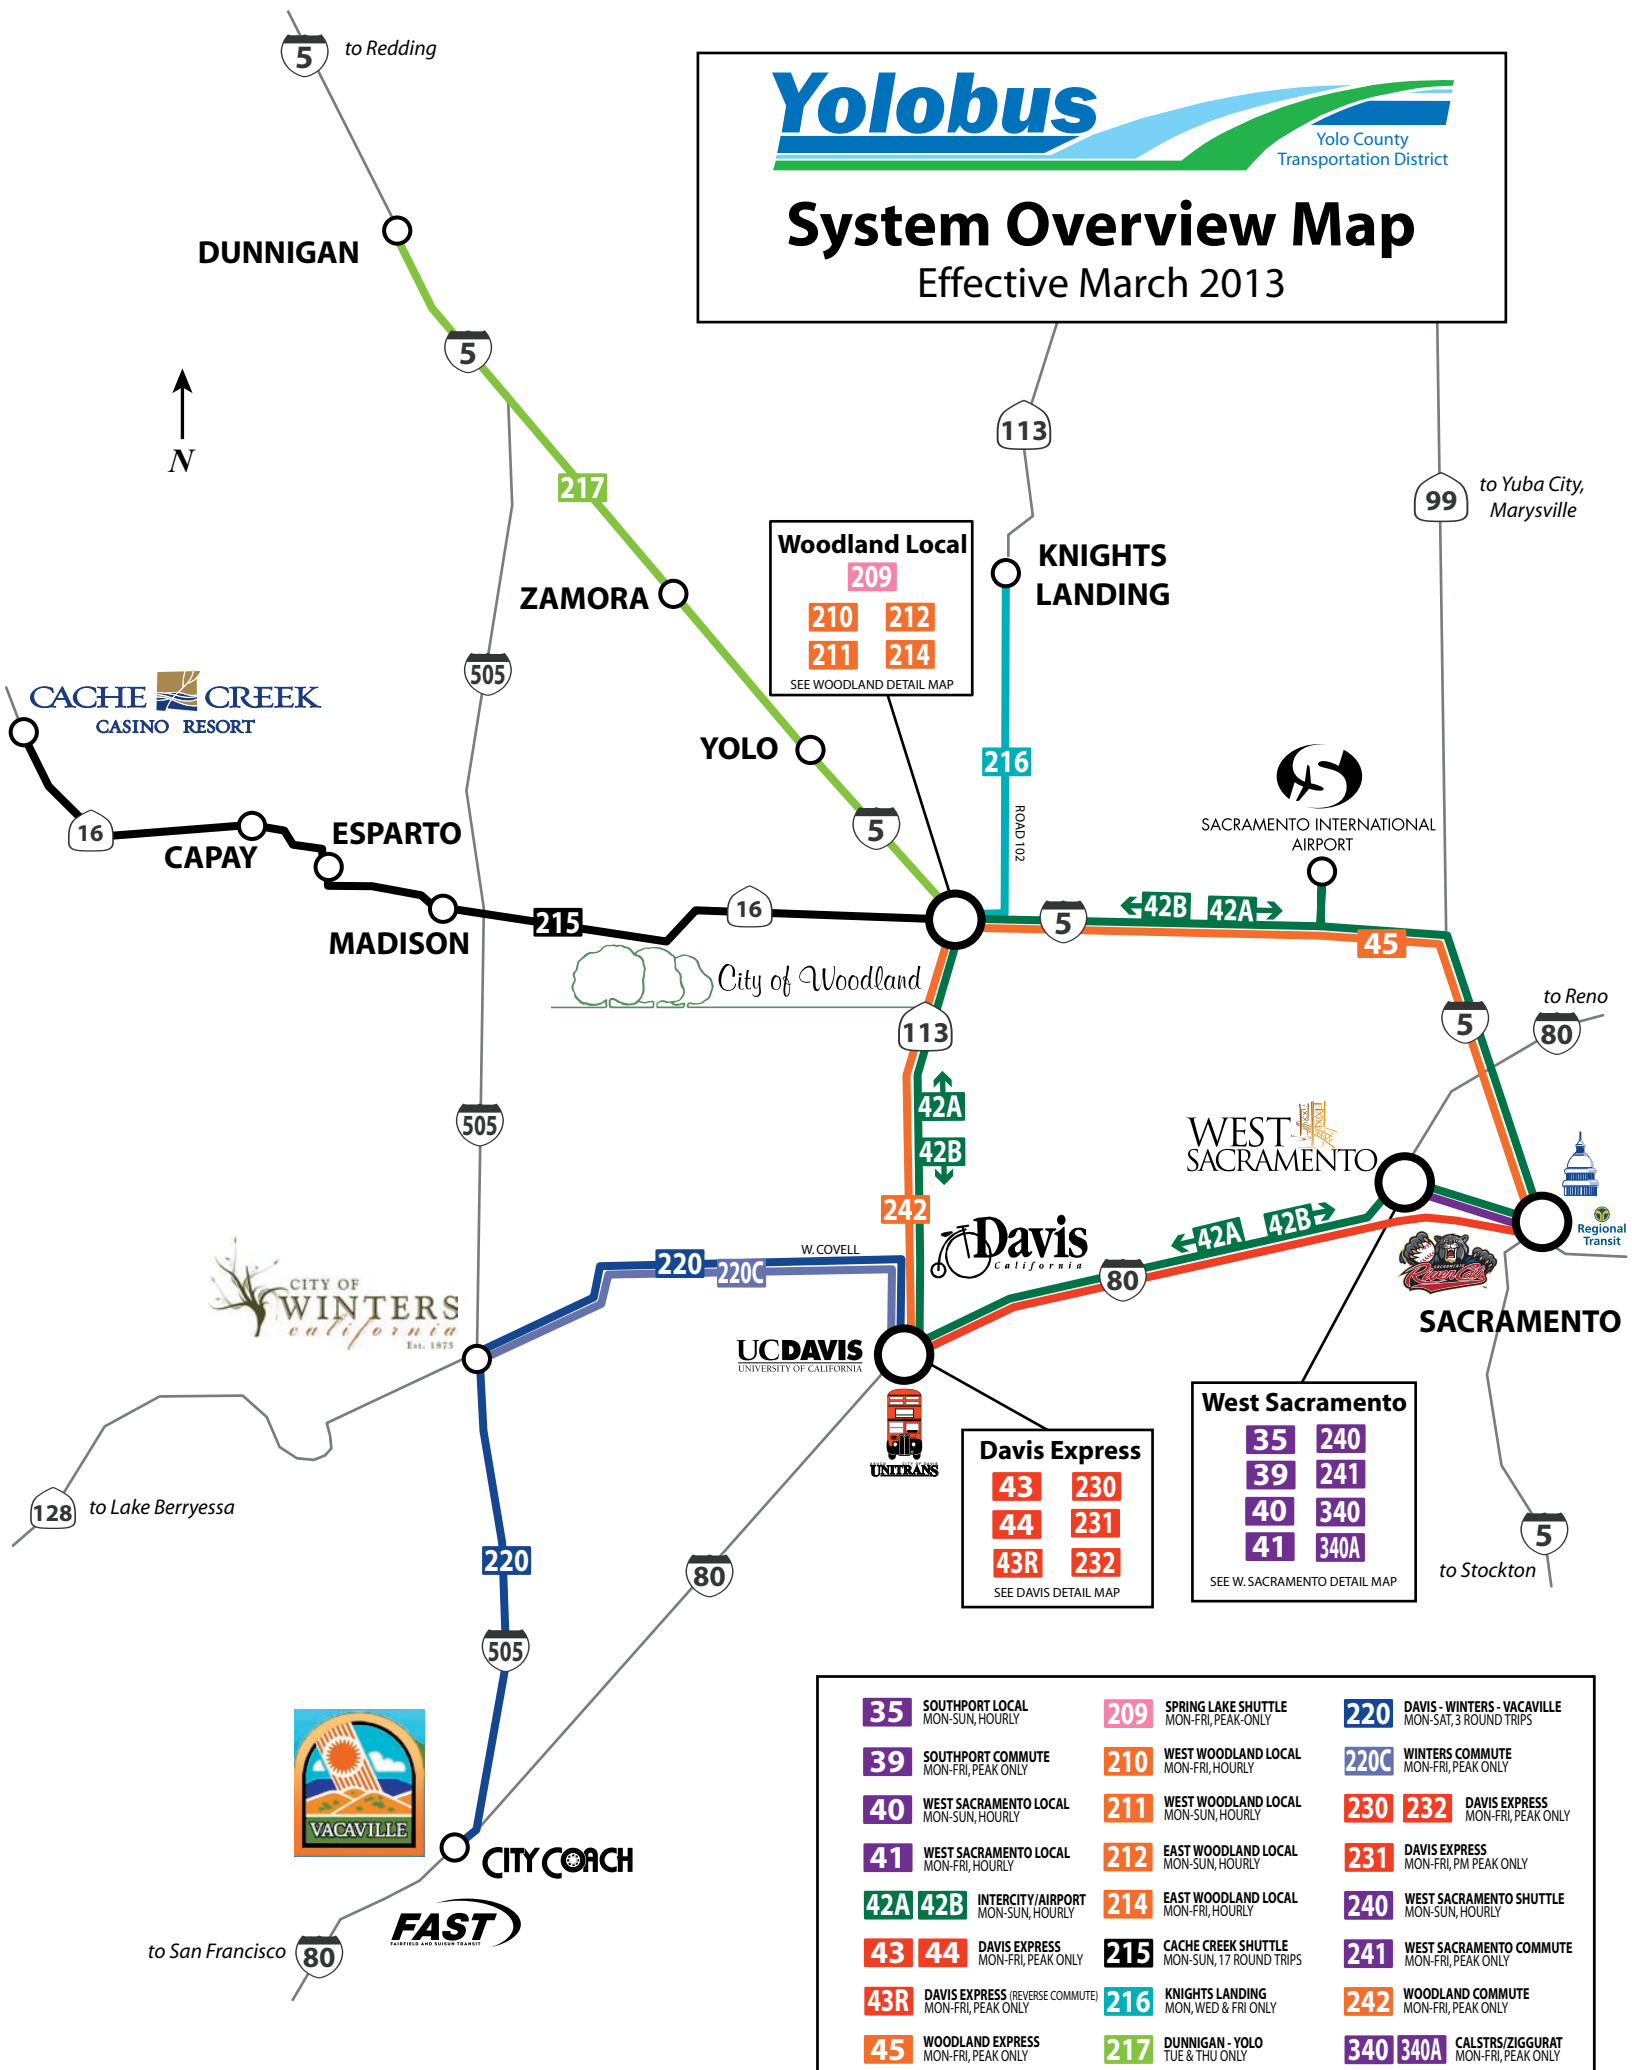 5
to Redding
Yolobus
Yolo County
Transportation District
System Overview Map
Effective March 2013
DUNNIGAN
5
N
113
99
to Yuba City,
Marysville
217
Woodland Local
209
210 212
211 214
SEE WOODLAND DETAIL MAP
KNIGHTS
LANDING
ZAMORA
505
CACHE CREEK
CASINO RESORT
YOLO
216
ROAD 102
5
SACRAMENTO INTERNATIONAL
AIRPORT
16
CAPAY
ESPARTO
MADISON
215
16
5
42B 42A
45
City of Woodland
113
5
to Reno
80
505
42A
42B
242
WEST
SACRAMENTO
Regional
Transit
42A 42B
80
SACRAMENTO
River Cats
SACRAMENTO
Davis
California
W. COVELL
220
220C
CITY OF
WINTERS
california
Est. 1875
UCDAVIS
UNIVERSITY OF CALIFORNIA
UNITRANS
128
to Lake Berryessa
220
505
80
Davis Express
43 230
44 231
43R 232
SEE DAVIS DETAIL MAP
West Sacramento
35 240
39 241
40 340
41 340A
SEE W. SACRAMENTO DETAIL MAP
5
to Stockton
VACAVILLE
CITY COACH
FAST
FAIRFIELD AND SUISUN TRANSIT
to San Francisco
80
35 SOUTHPORT LOCAL
MON-SUN, HOURLY
39 SOUTHPORT COMMUTE
MON-FRI, PEAK ONLY
40 WEST SACRAMENTO LOCAL
MON-SUN, HOURLY
41 WEST SACRAMENTO LOCAL
MON-FRI, HOURLY
42A 42B INTERCITY/AIRPORT
MON-SUN, HOURLY
43 44 DAVIS EXPRESS
MON-FRI, PEAK ONLY
43R DAVIS EXPRESS (REVERSE COMMUTE)
MON-FRI, PEAK ONLY
45 WOODLAND EXPRESS
MON-FRI, PEAK ONLY
209 SPRING LAKE SHUTTLE
MON-FRI, PEAK-ONLY
210 WEST WOODLAND LOCAL
MON-FRI, HOURLY
211 WEST WOODLAND LOCAL
MON-SUN, HOURLY
212 EAST WOODLAND LOCAL
MON-SUN, HOURLY
214 EAST WOODLAND LOCAL
MON-FRI, HOURLY
215 CACHE CREEK SHUTTLE
MON-SUN, 17 ROUND TRIPS
216 KNIGHTS LANDING
MON, WED & FRI ONLY
217 DUNNIGAN - YOLO
TUE & THU ONLY
220 DAVIS - WINTERS - VACAVILLE
MON-SAT, 3 ROUND TRIPS
220C WINTERS COMMUTE
MON-FRI, PEAK ONLY
230 232 DAVIS EXPRESS
MON-FRI, PEAK ONLY
231 DAVIS EXPRESS
MON-FRI, PM PEAK ONLY
240 WEST SACRAMENTO SHUTTLE
MON-SUN, HOURLY
241 WEST SACRAMENTO COMMUTE
MON-FRI, PEAK ONLY
242 WOODLAND COMMUTE
MON-FRI, PEAK ONLY
340 340A CALSTRS/ZIGGURAT
MON-FRI, PEAK ONLY